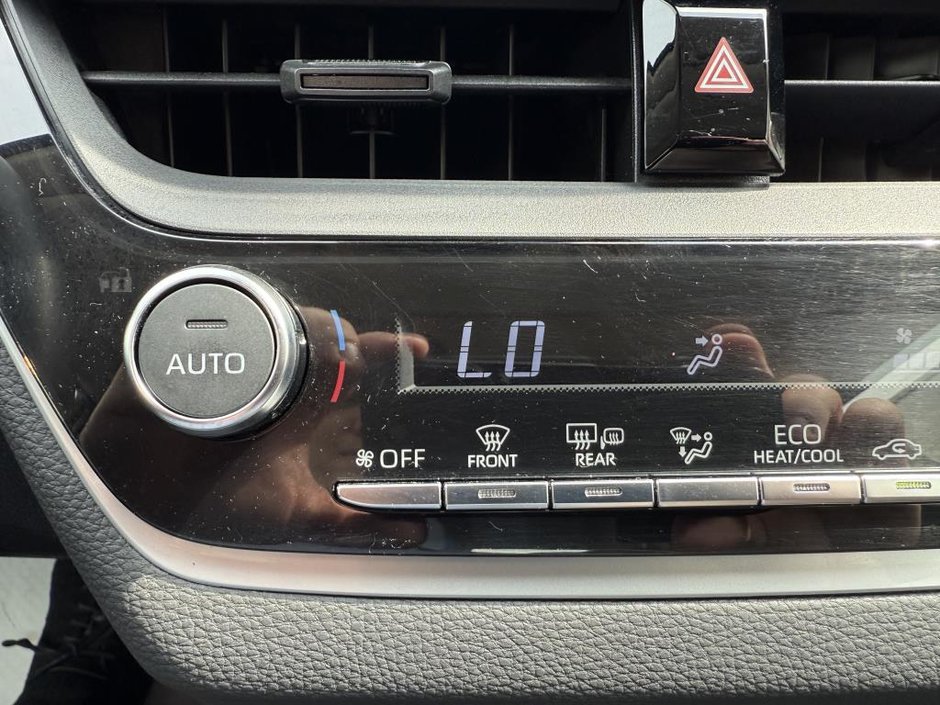 LO
AUTO
OFF
FRONT
REAR
ECO
HEAT/COOL